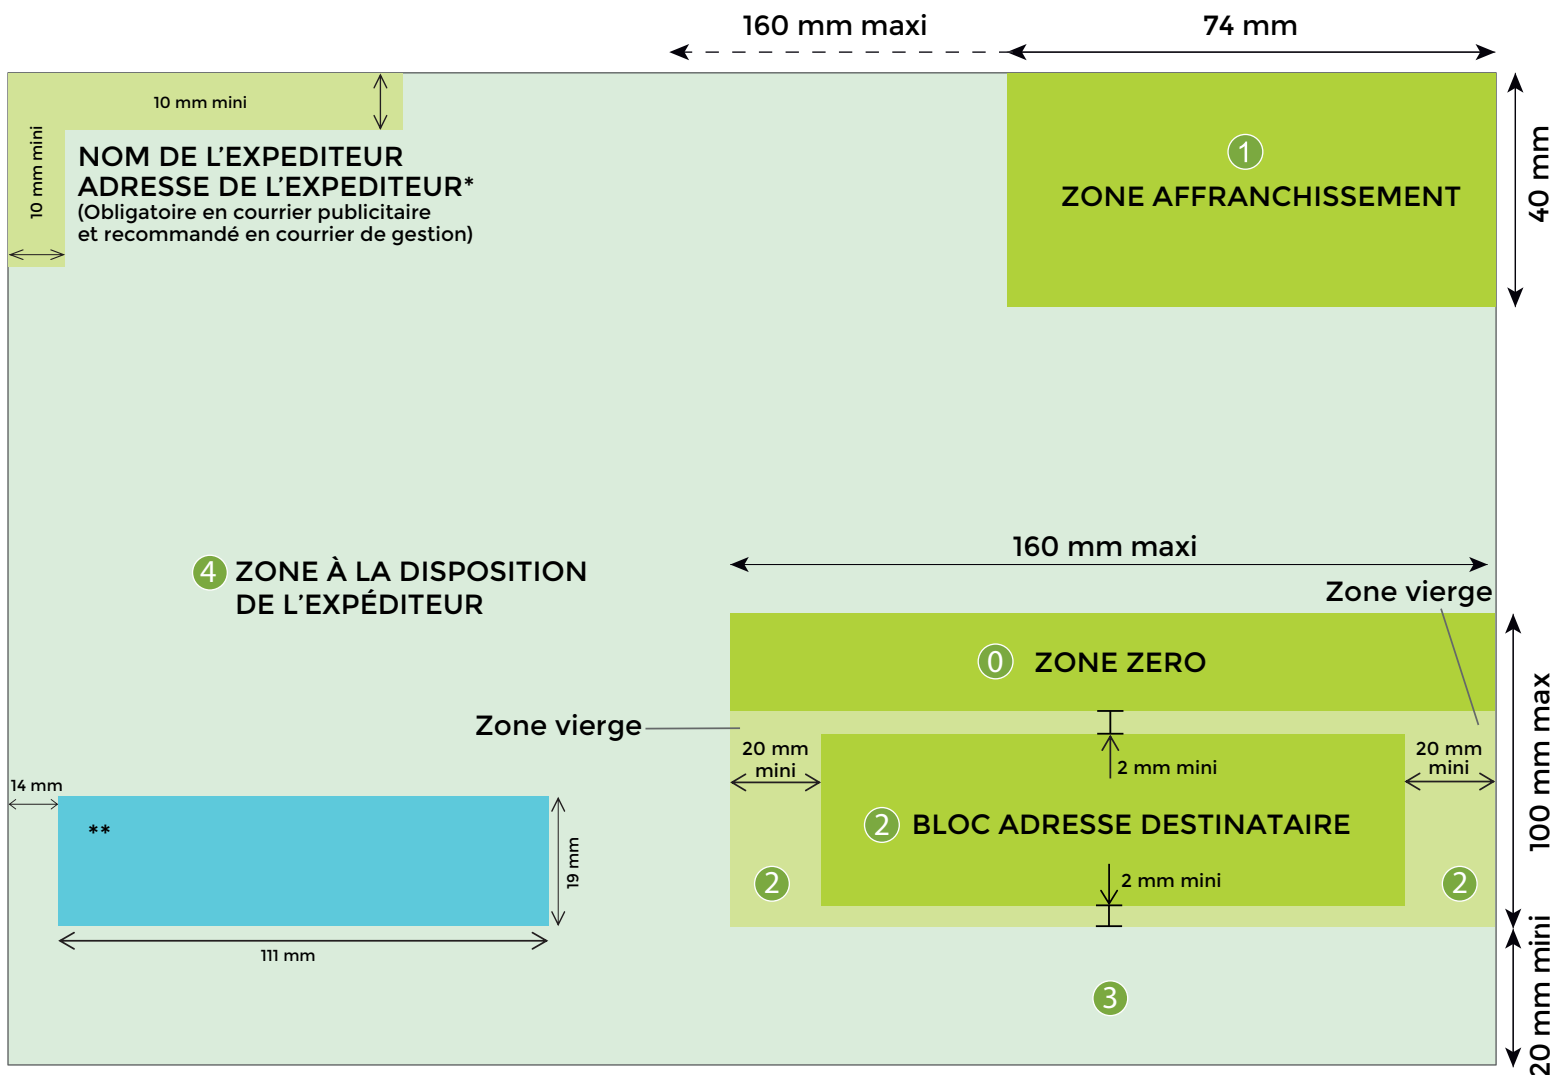 160 mm maxi
74 mm
10 mm mini
10 mm mini
NOM DE L’EXPEDITEUR
ADRESSE DE L’EXPEDITEUR*
(Obligatoire en courrier publicitaire
et recommandé en courrier de gestion)
1
ZONE AFFRANCHISSEMENT
40 mm
4 ZONE À LA DISPOSITION
DE L’EXPÉDITEUR
160 mm maxi
Zone vierge
0 ZONE ZERO
Zone vierge
20 mm
mini
2 mm mini
20 mm
mini
100 mm max
14 mm
**
19 mm
111 mm
2 BLOC ADRESSE DESTINATAIRE
2
2 mm mini
2
3
20 mm mini